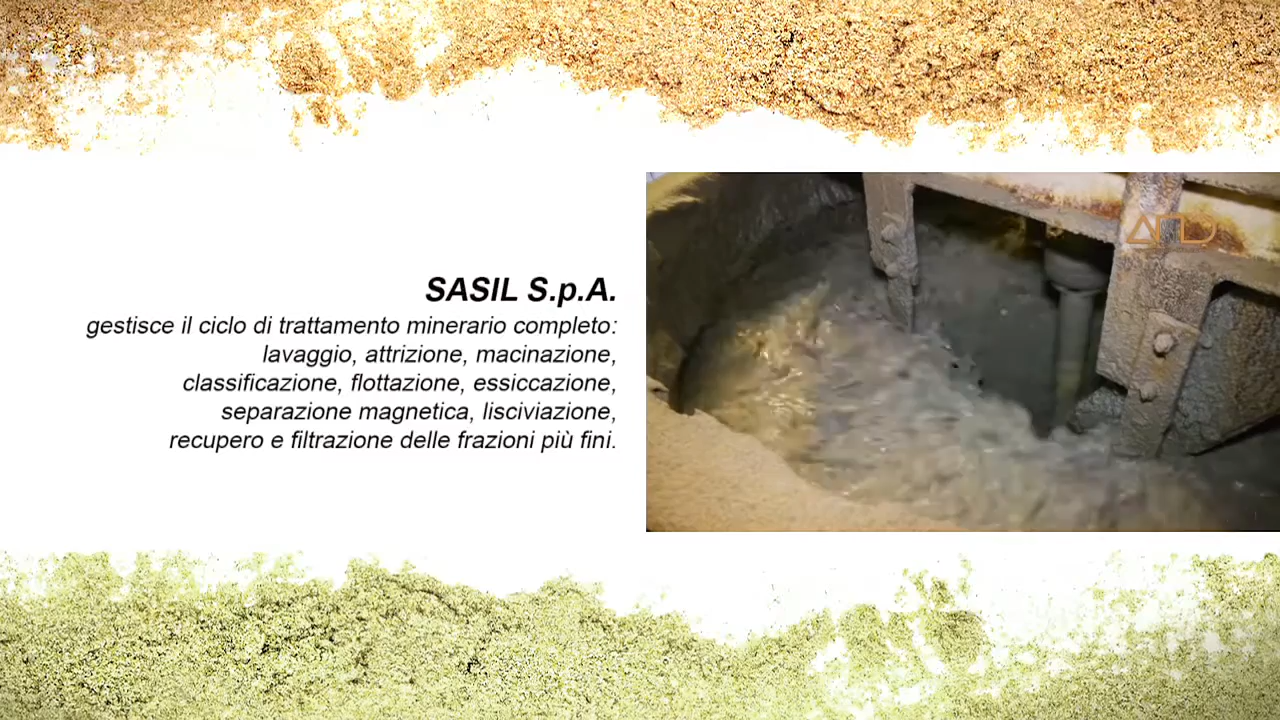 SASIL S.p.A.
gestisce il ciclo di trattamento minerario completo:
lavaggio, attrizione, macinazione,
classificazione, flottazione, essiccazione,
separazione magnetica, lisciviazione,
recupero e filtrazione delle frazioni più fini.